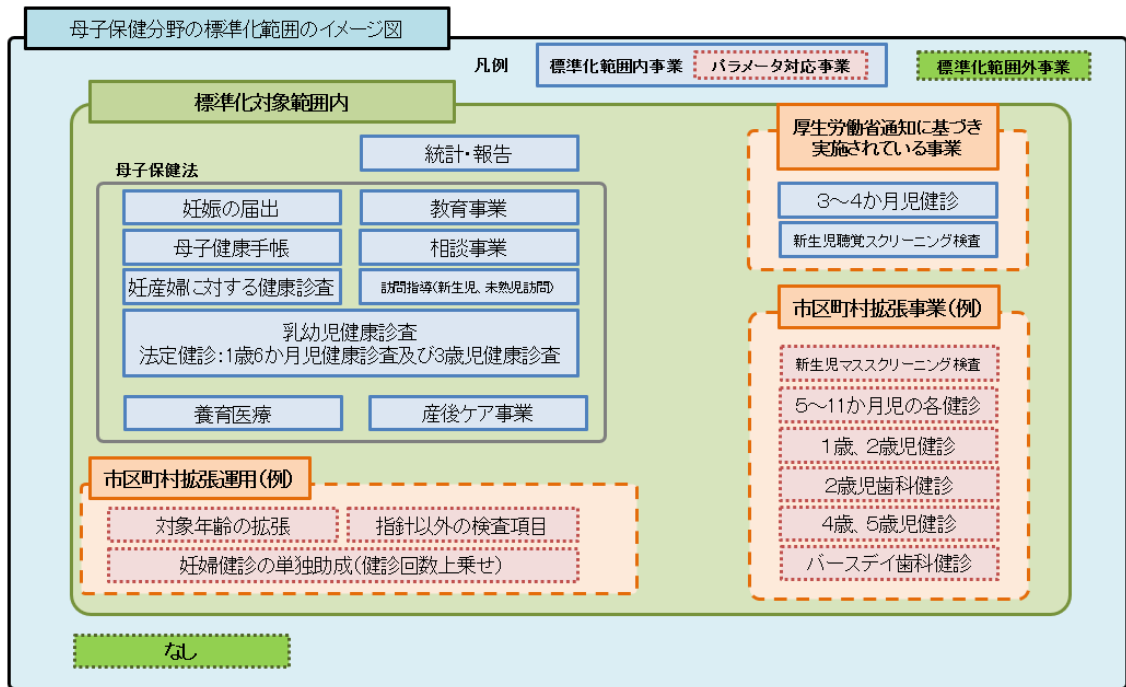 母子保健分野の標準化範囲のイメージ図
凡例
標準化範囲内事業
パラメータ対応事業
標準化範囲外事業
標準化対象範囲内
統計・報告
母子保健法
妊娠の届出
教育事業
母子健康手帳
相談事業
妊産婦に対する健康診査
訪問指導(新生児、未熟児訪問)
乳幼児健康診査
法定健診:1歳6か月児健康診査及び3歳児健康診査
養育医療
産後ケア事業
市区町村拡張運用(例)
対象年齢の拡張
指針以外の検査項目
妊婦健診の単独助成(健診回数上乗せ)
厚生労働省通知に基づき
実施されている事業
3~4か月児健診
新生児聴覚スクリーニング検査
市区町村拡張事業(例)
新生児マススクリーニング検査
5~11か月児の各健診
1歳、2歳児健診
2歳児歯科健診
4歳、5歳児健診
バースデイ歯科健診
なし